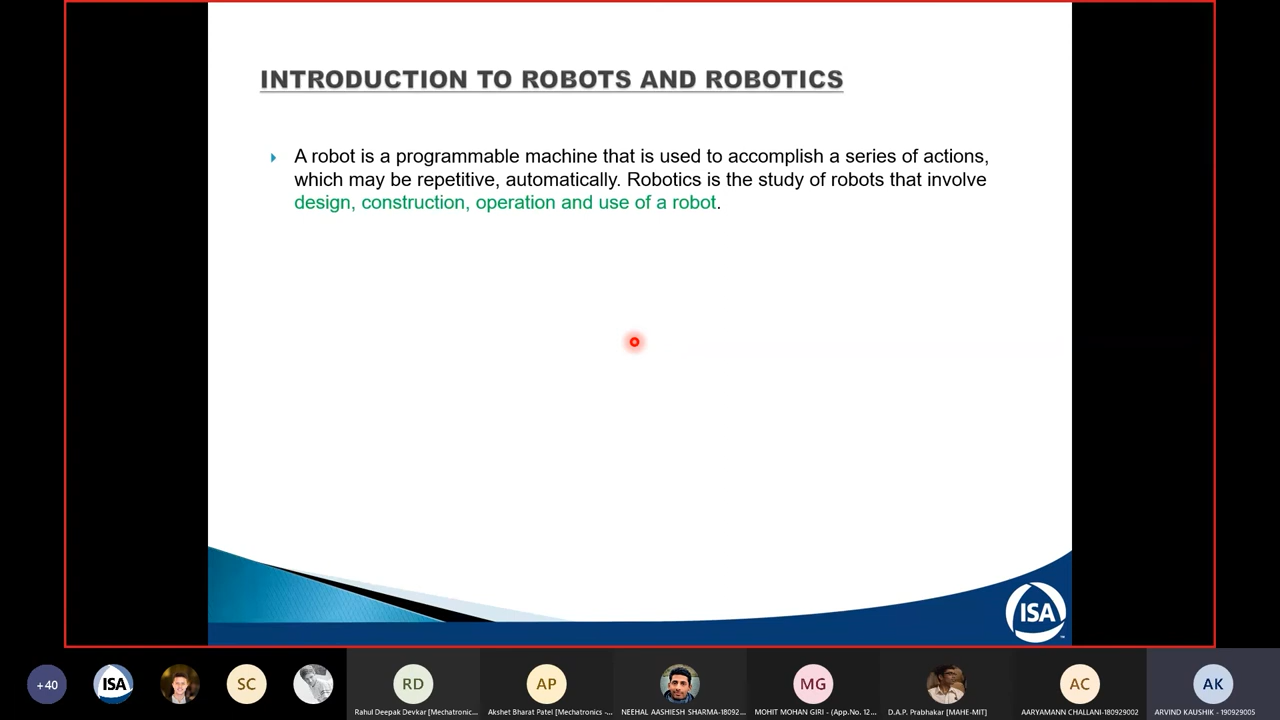 INTRODUCTION TO ROBOTS AND ROBOTICS
A robot is a programmable machine that is used to accomplish a series of actions,
which may be repetitive, automatically. Robotics is the study of robots that involve
design, construction, operation and use of a robot.
ISA
+40
ISA
SC
RD
AP
MG
AC
AK
Rahul Deepak Devkar [Mechatronic...
Akshet Bharat Patel [Mechatronics -...
NEEHAL AASHIESH SHARMA-18092...
MOHIT MOHAN GIRI - (App.No. 12...
D.A.P. Prabhakar [MAHE-MIT]
AARYAMANN CHALLANI-180929002
ARVIND KAUSHIK - 190929005